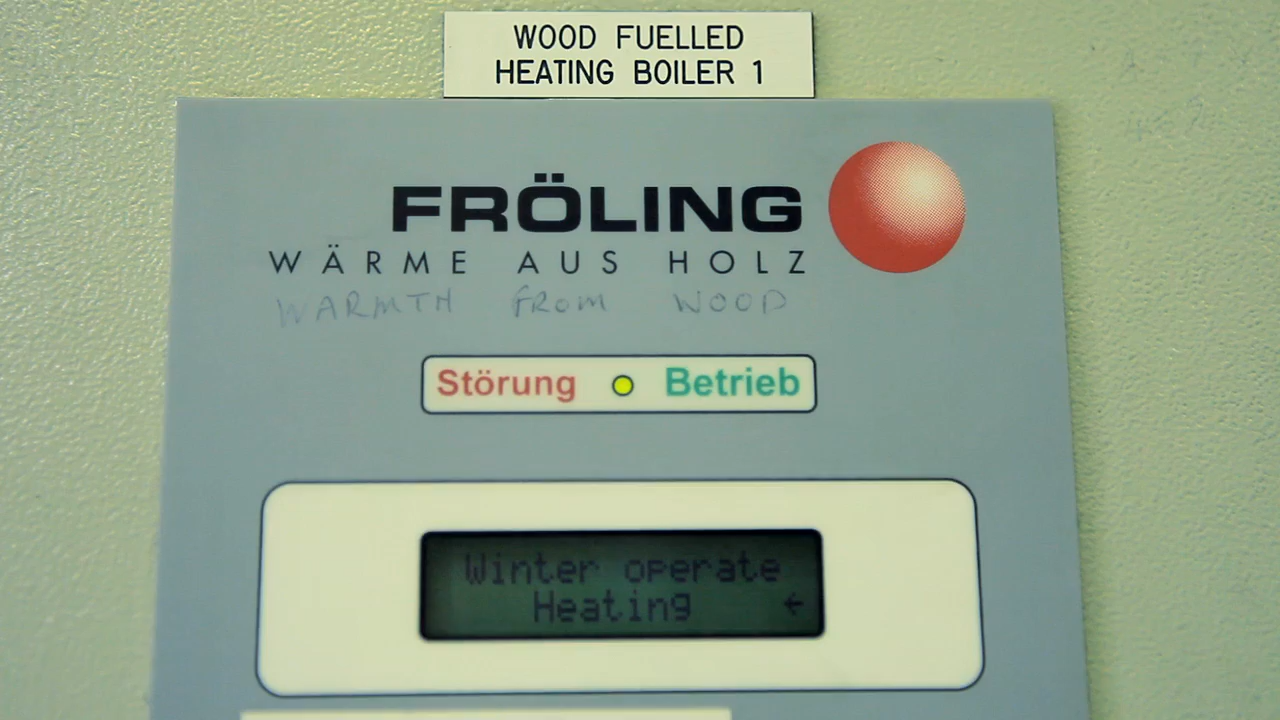 WOOD FUELLED
HEATING BOILER 1
FRÖLING
WÄRME AUS HOLZ
WARMTH FROM WOOD
Störung Betrieb
Winter operate
Heating ←